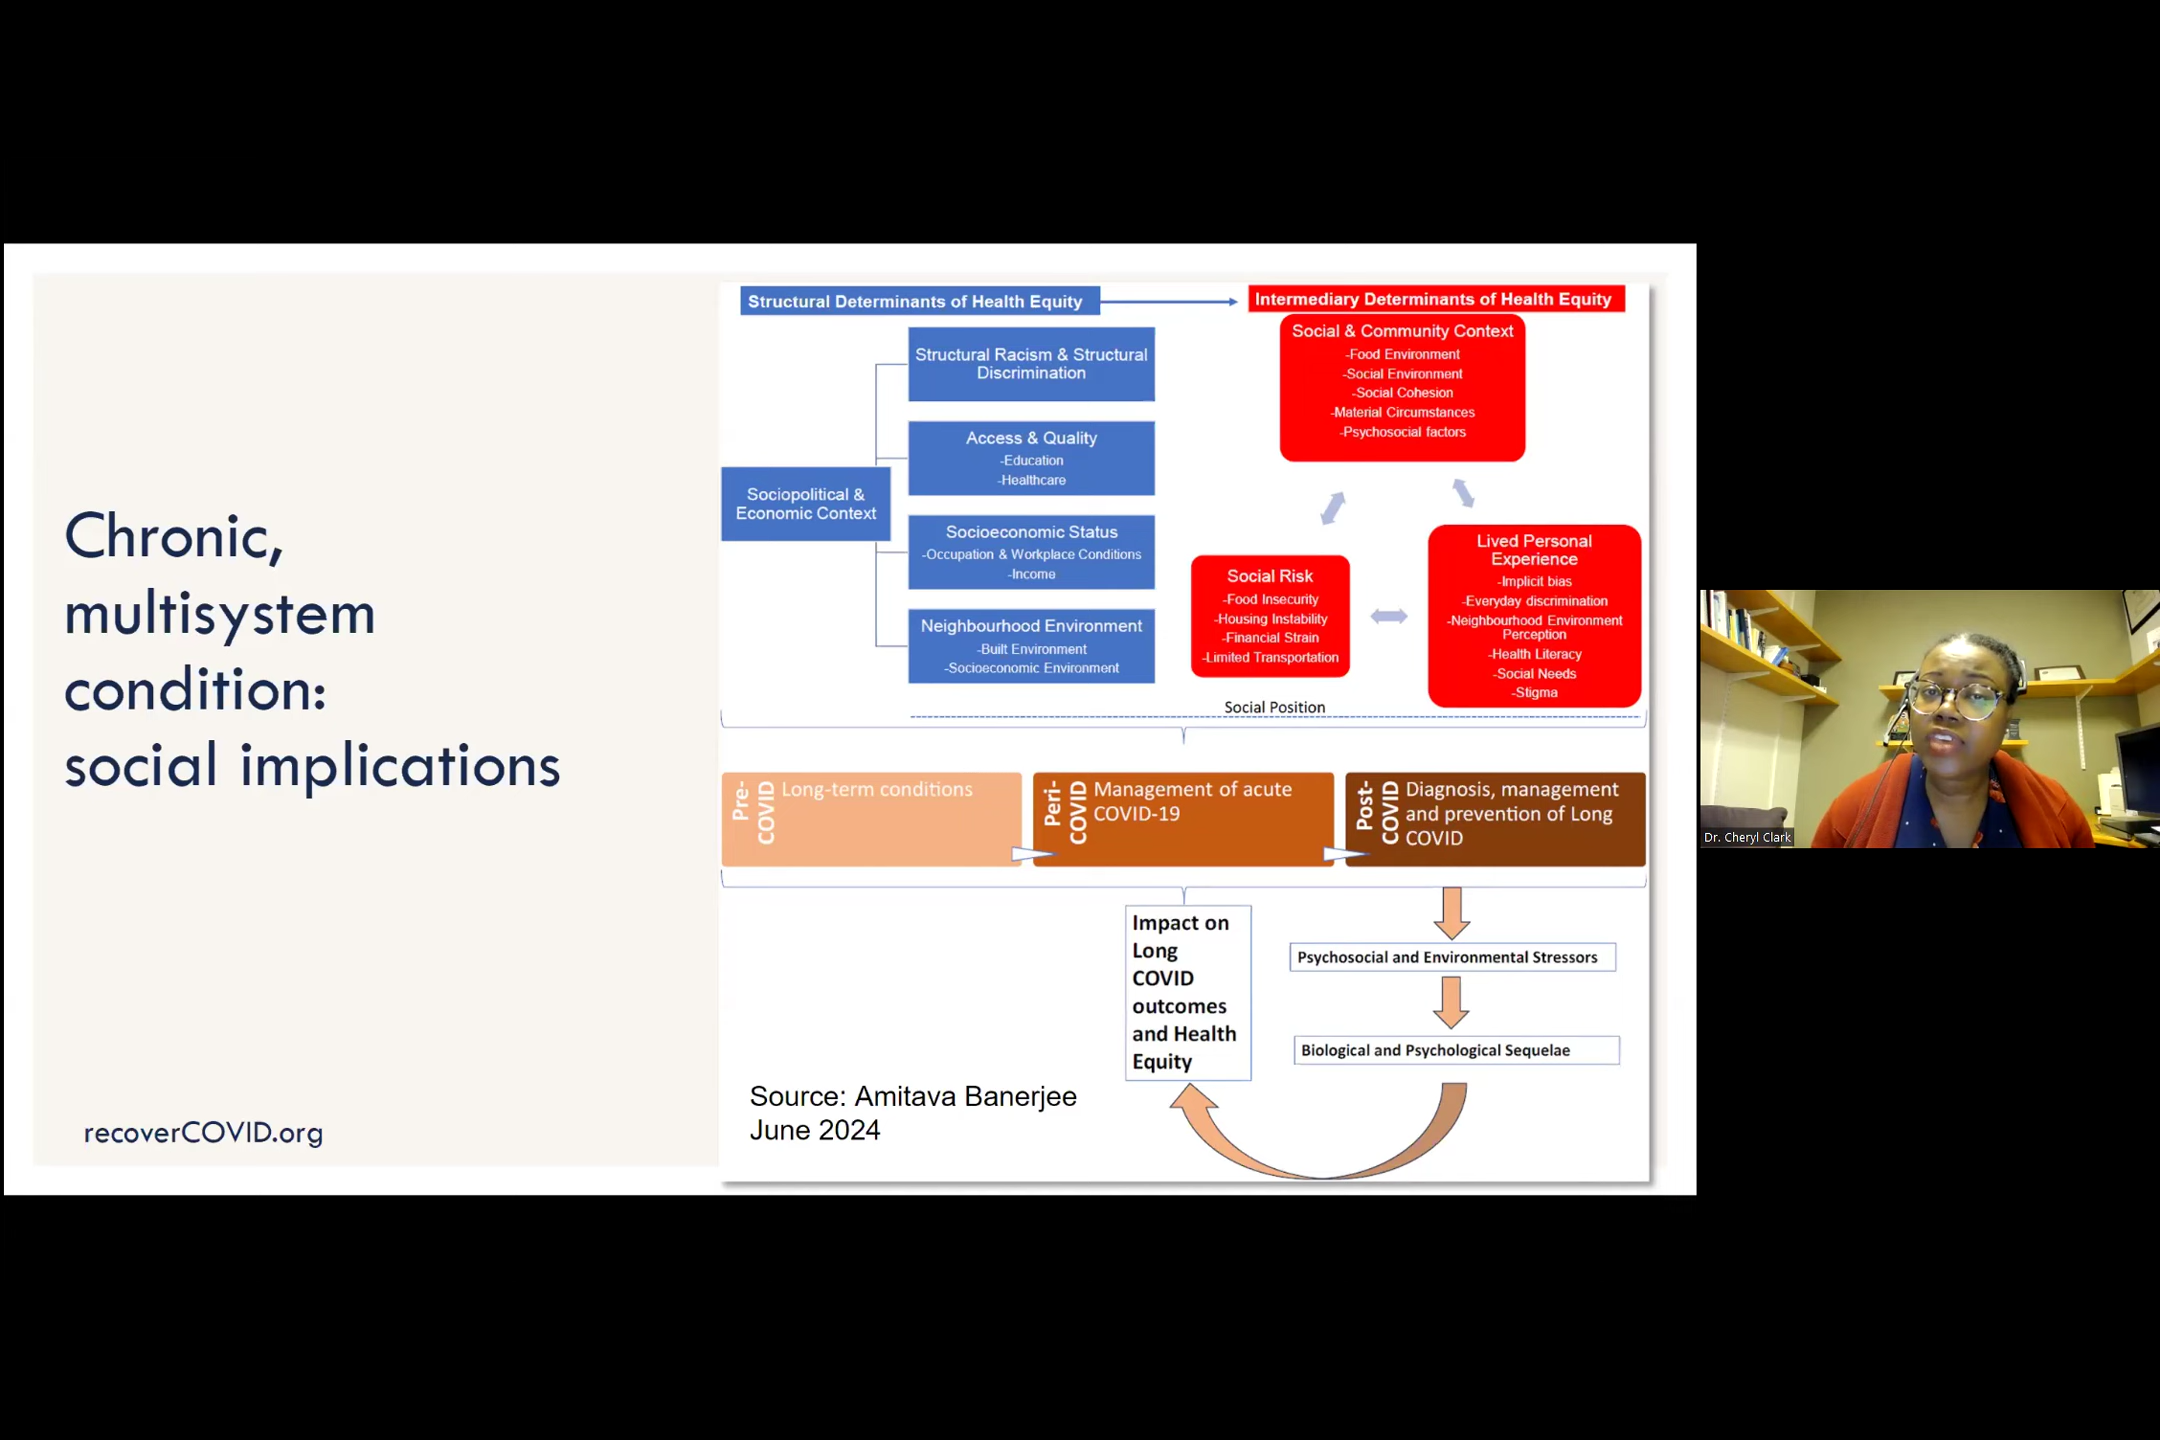 Chronic,
multisystem
condition:
social implications
recoverCOVID.org
Structural Determinants of Health Equity
Sociopolitical &
Economic Context
Structural Racism & Structural
Discrimination
Access & Quality
-Education
-Healthcare
Socioeconomic Status
-Occupation & Workplace Conditions
-Income
Neighbourhood Environment
-Built Environment
-Socioeconomic Environment
Intermediary Determinants of Health Equity
Social & Community Context
-Food Environment
-Social Environment
-Social Cohesion
-Material Circumstances
-Psychosocial factors
Social Risk
-Food Insecurity
-Housing Instability
-Financial Strain
-Limited Transportation
Lived Personal
Experience
-Implicit bias
-Everyday discrimination
-Neighbourhood Environment
Perception
-Health Literacy
-Social Needs
-Stigma
Social Position
Pre-
COVID
Long-term conditions
Peri-
COVID
Management of acute
COVID-19
Post-
COVID
Diagnosis, management
and prevention of Long
COVID
Impact on
Long
COVID
outcomes
and Health
Equity
Psychosocial and Environmental Stressors
Biological and Psychological Sequelae
Source: Amitava Banerjee
June 2024
Dr. Cheryl Clark